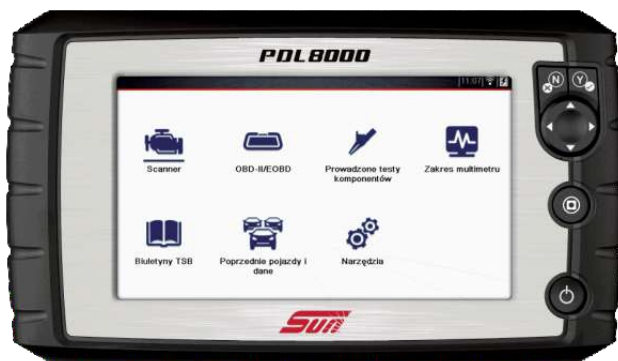 PDL8000
11:07
N
Y
Scanner
OBD-II/EOBD
Prowadzone testy
komponentów
Zakres multimetru
Biuletyny TSB
Poprzednie pojazdy i
dane
Narzędzia
Sun